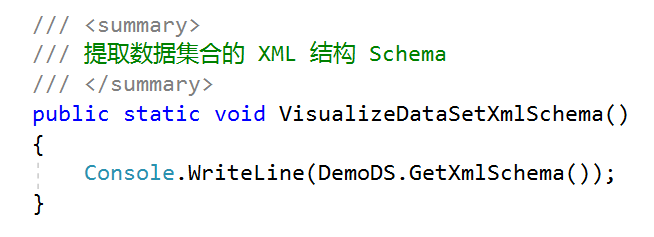 /// <summary>
/// 提取数据集合的 XML 结构 Schema
/// </summary>
public static void VisualizeDataSetXmlSchema()
{
    Console.WriteLine(DemoDS.GetXmlSchema());
}